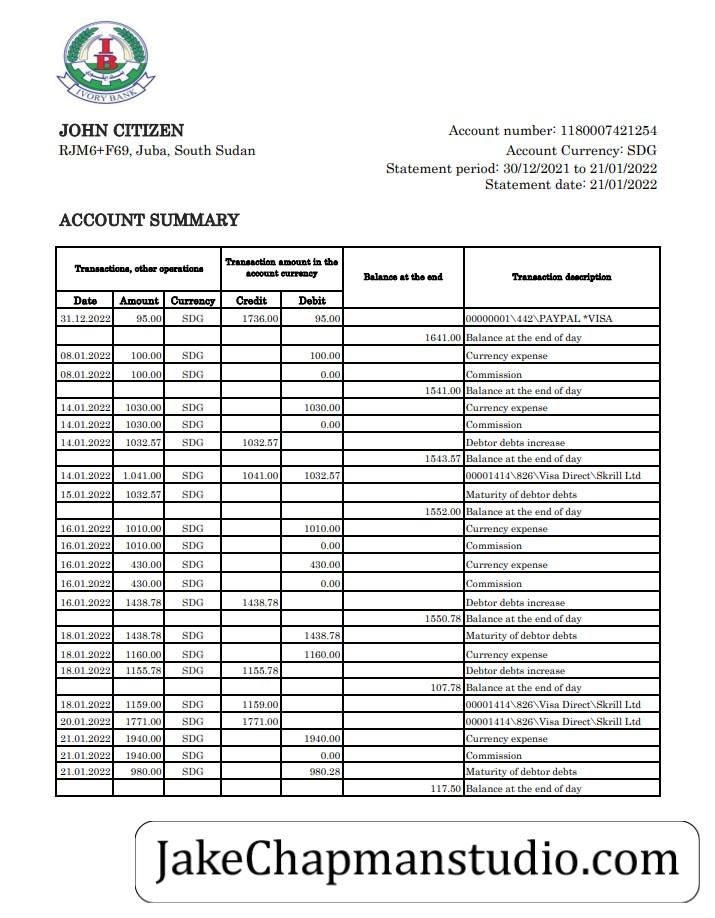 I
B
بنك ايفوري
IVORY BANK
JOHN CITIZEN
RJM6+F69, Juba, South Sudan
Account number: 1180007421254
Account Currency: SDG
Statement period: 30/12/2021 to 21/01/2022
Statement date: 21/01/2022
ACCOUNT SUMMARY
Transactions, other operations Transaction amount in the account currency Balance at the end Transaction description
Date Amount Currency Credit Debit
31.12.2022 95.00 SDG 1736.00 95.00 00000001\442\PAYPAL *VISA
1641.00 Balance at the end of day
08.01.2022 100.00 SDG 100.00 Currency expense
08.01.2022 100.00 SDG 0.00 Commission
1541.00 Balance at the end of day
14.01.2022 1030.00 SDG 1030.00 Currency expense
14.01.2022 1030.00 SDG 0.00 Commission
14.01.2022 1032.57 SDG 1032.57 Debtor debts increase
1543.57 Balance at the end of day
14.01.2022 1.041.00 SDG 1041.00 1032.57 00001414\826\Visa Direct\Skrill Ltd
15.01.2022 1032.57 SDG Maturity of debtor debts
1552.00 Balance at the end of day
16.01.2022 1010.00 SDG 1010.00 Currency expense
16.01.2022 1010.00 SDG 0.00 Commission
16.01.2022 430.00 SDG 430.00 Currency expense
16.01.2022 430.00 SDG 0.00 Commission
16.01.2022 1438.78 SDG 1438.78 Debtor debts increase
1550.78 Balance at the end of day
18.01.2022 1438.78 SDG 1438.78 Maturity of debtor debts
18.01.2022 1160.00 SDG 1160.00 Currency expense
18.01.2022 1155.78 SDG 1155.78 Debtor debts increase
107.78 Balance at the end of day
18.01.2022 1159.00 SDG 1159.00 00001414\826\Visa Direct\Skrill Ltd
20.01.2022 1771.00 SDG 1771.00 00001414\826\Visa Direct\Skrill Ltd
21.01.2022 1940.00 SDG 1940.00 Currency expense
21.01.2022 1940.00 SDG 0.00 Commission
21.01.2022 980.00 SDG 980.28 Maturity of debtor debts
117.50 Balance at the end of day
JakeChapmanstudio.com